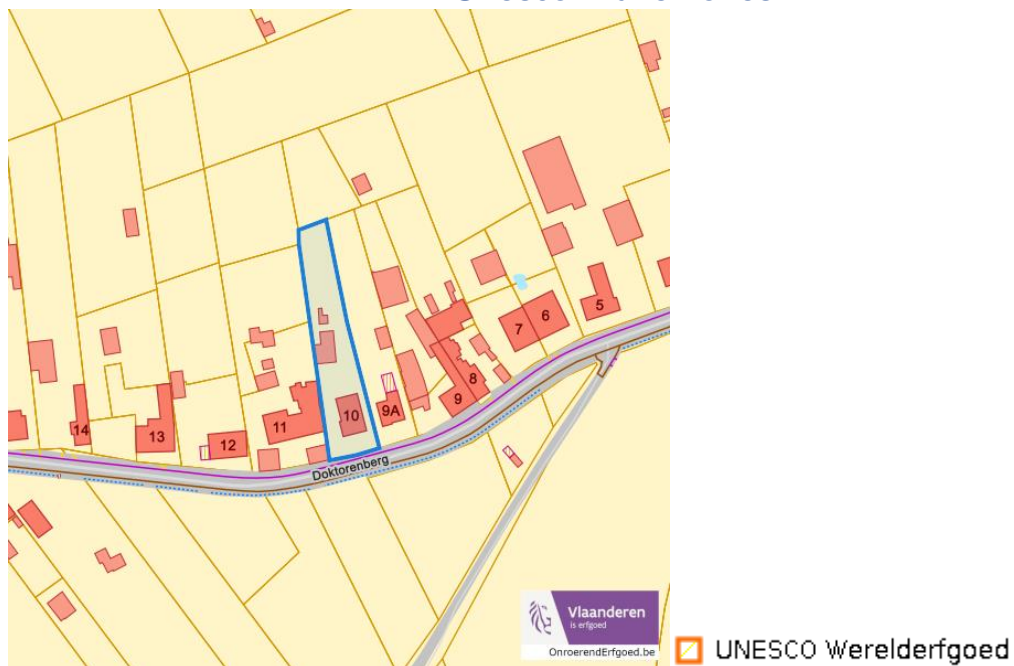 5
6
7
8
9
9A
10
11
12
13
14
Doktorenberg
Vlaanderen
is erfgoed
OnroerendErfgoed.be
UNESCO Werelderfgoed